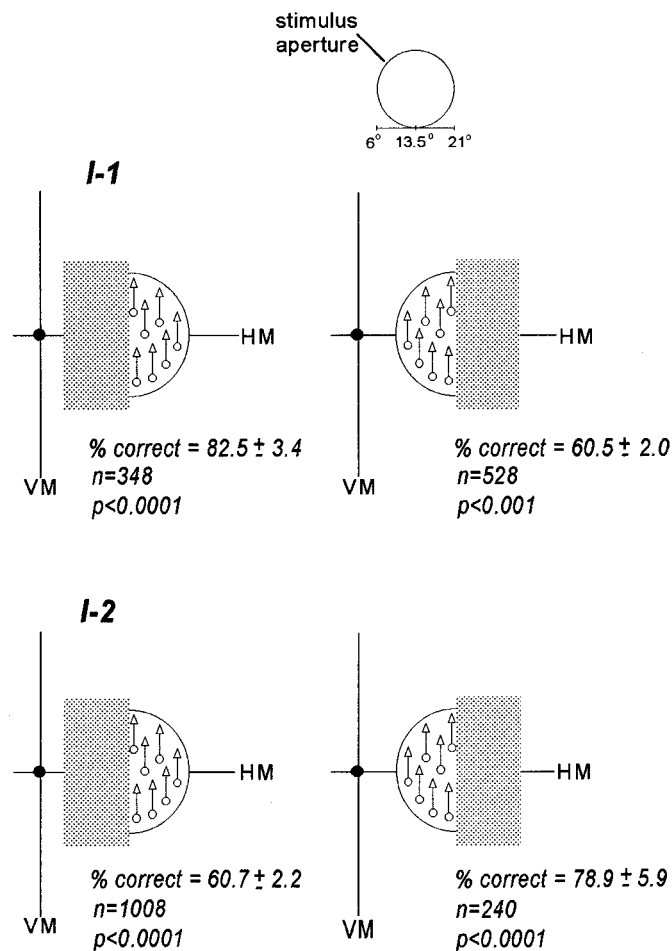 stimulus
aperture
6° 13.5° 21°
I-1
HM
HM
% correct = 82.5 ± 3.4
n=348
p<0.0001
VM
% correct = 60.5 ± 2.0
n=528
p<0.001
VM
I-2
HM
HM
% correct = 60.7 ± 2.2
n=1008
p<0.0001
VM
% correct = 78.9 ± 5.9
n=240
p<0.0001
VM